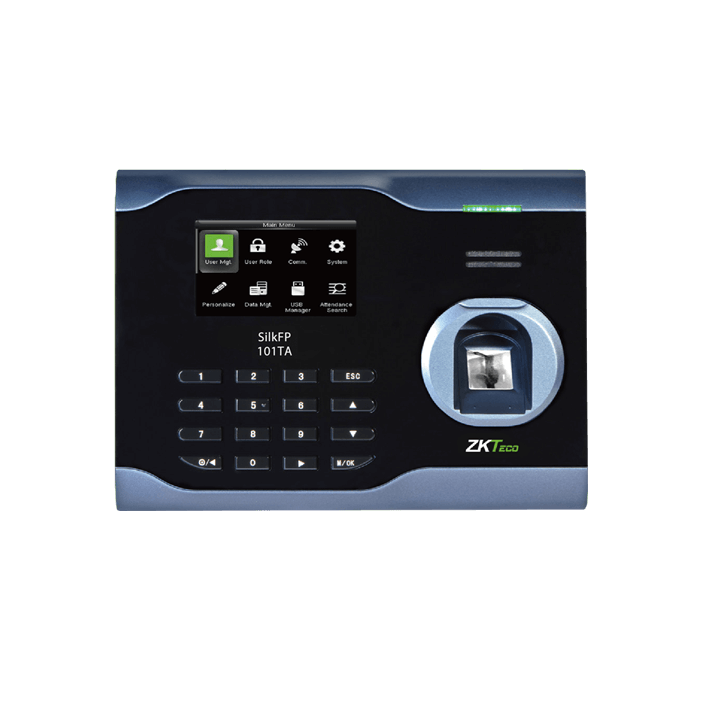 Main Menu
User Mgt. User Role Comm. System
Personalize Data Mgt. USB Manager Attendance Search
SilkFP
101TA
1 2 3 ESC
4 5 6 ▲
7 8 9 ▼
/◀ 0 ▶ M/OK
ZKTECO